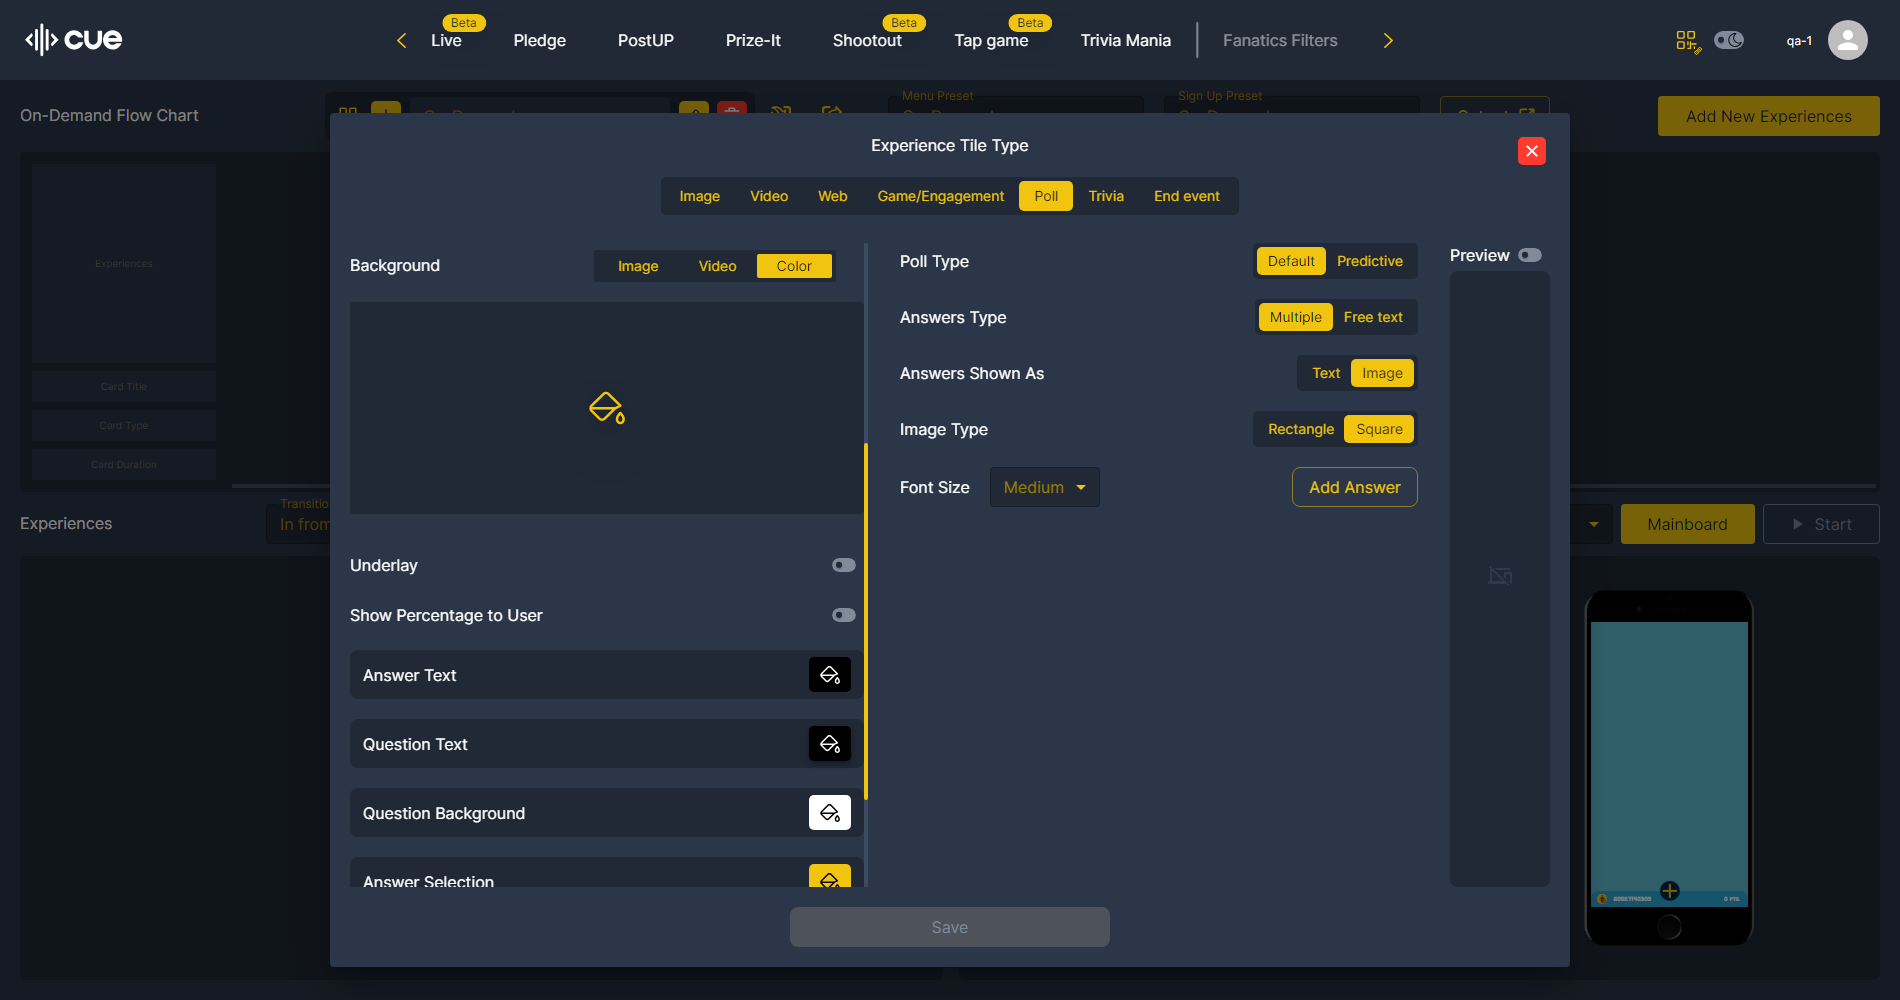 cue
Beta
Live
Pledge
PostUP
Prize-It
Beta
Shootout
Beta
Tap game
Trivia Mania
Fanatics Filters
qa-1
On-Demand Flow Chart
Menu Preset
Sign Up Preset
Add New Experiences
Experience Tile Type
Image
Video
Web
Game/Engagement
Poll
Trivia
End event
Experiences
Card Title
Card Type
Card Duration
Background
Image
Video
Color
Underlay
Show Percentage to User
Answer Text
Question Text
Question Background
Answer Selection
Poll Type
Default
Predictive
Answers Type
Multiple
Free text
Answers Shown As
Text
Image
Image Type
Rectangle
Square
Font Size
Medium
Add Answer
Preview
Save
Experiences
Transitio
In from
Mainboard
Start
0 PTS.